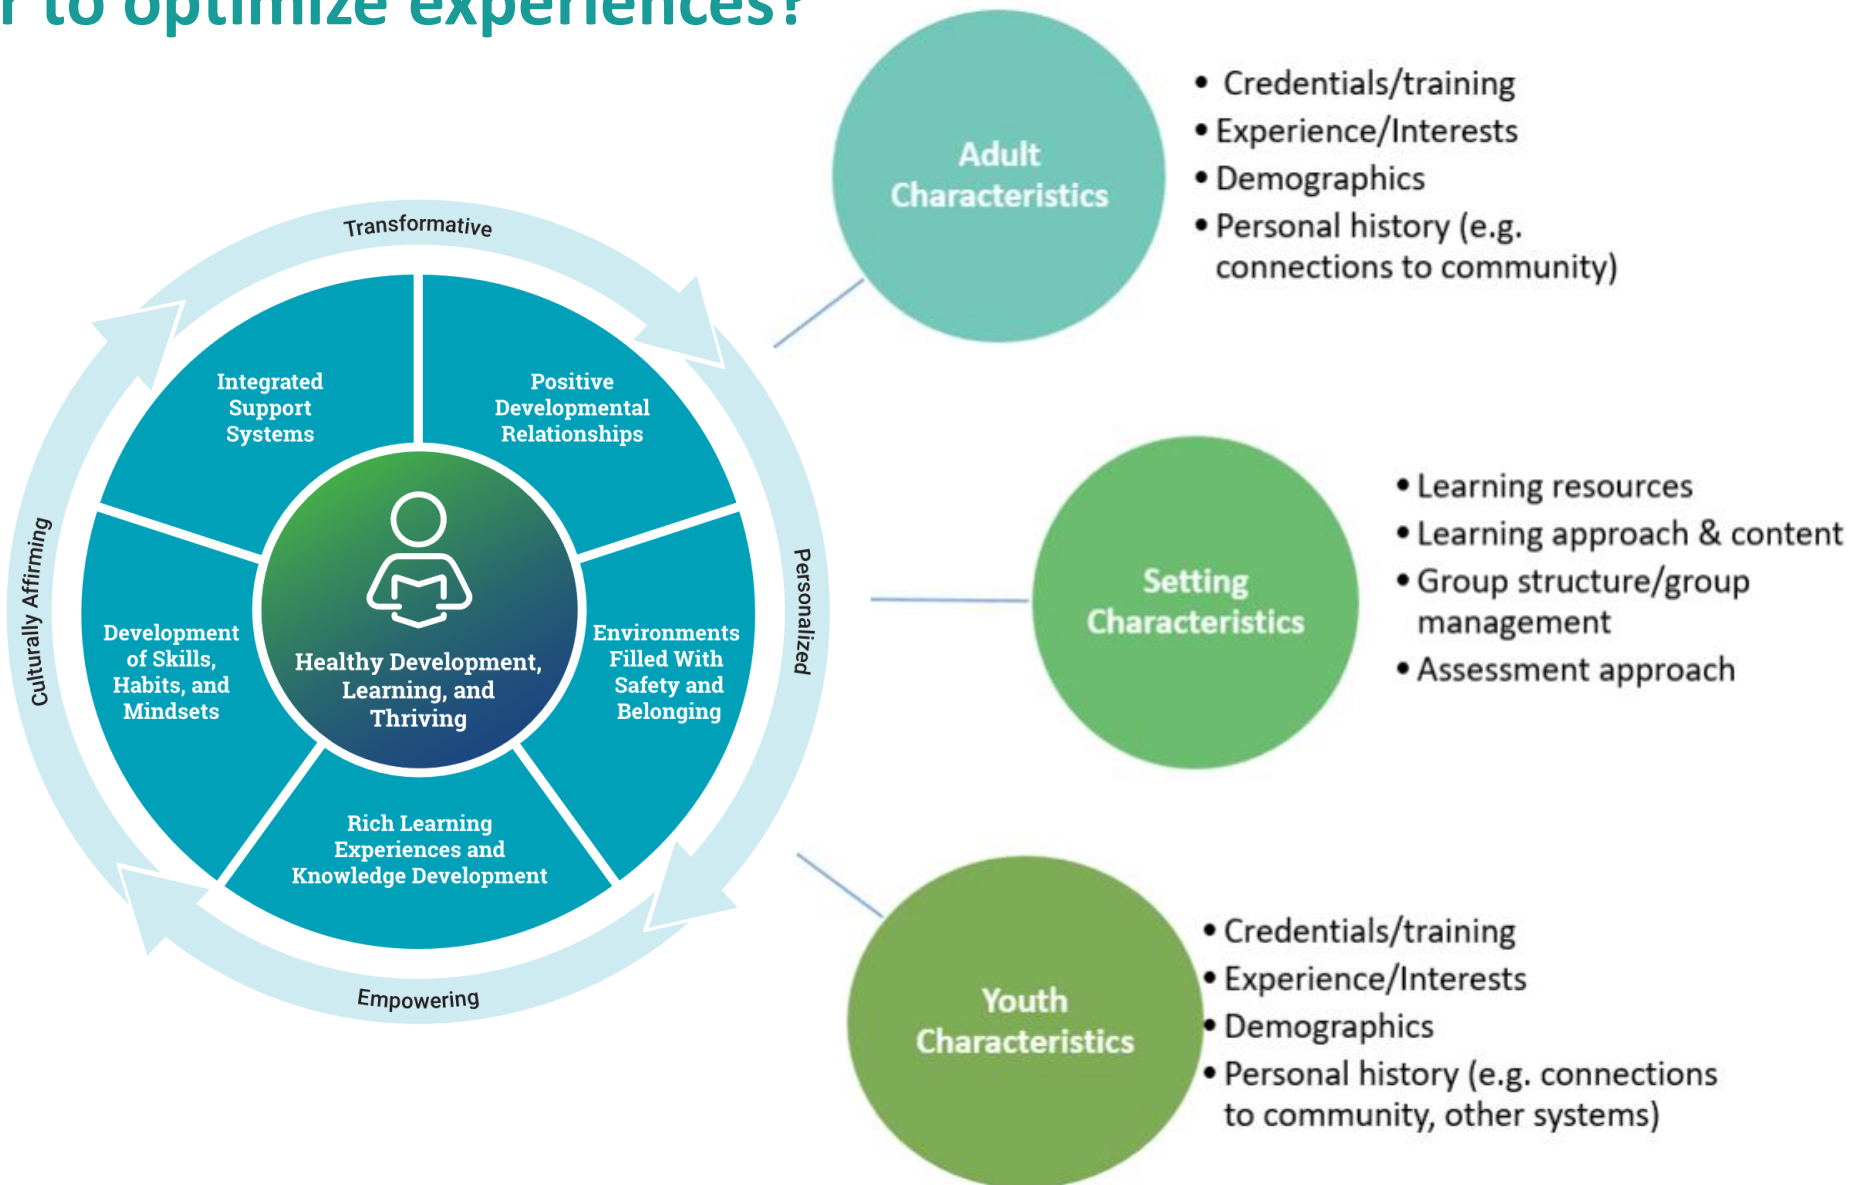 r to optimize experiences?
Transformative
Personalized
Empowering
Culturally Affirming
Integrated
Support
Systems
Positive
Developmental
Relationships
Development
of Skills,
Habits, and
Mindsets
Healthy Development,
Learning, and
Thriving
Environments
Filled With
Safety and
Belonging
Rich Learning
Experiences and
Knowledge Development
Adult
Characteristics
• Credentials/training
• Experience/Interests
• Demographics
• Personal history (e.g.
connections to community)
Setting
Characteristics
• Learning resources
• Learning approach & content
• Group structure/group
management
• Assessment approach
Youth
Characteristics
• Credentials/training
• Experience/Interests
• Demographics
• Personal history (e.g. connections
to community, other systems)